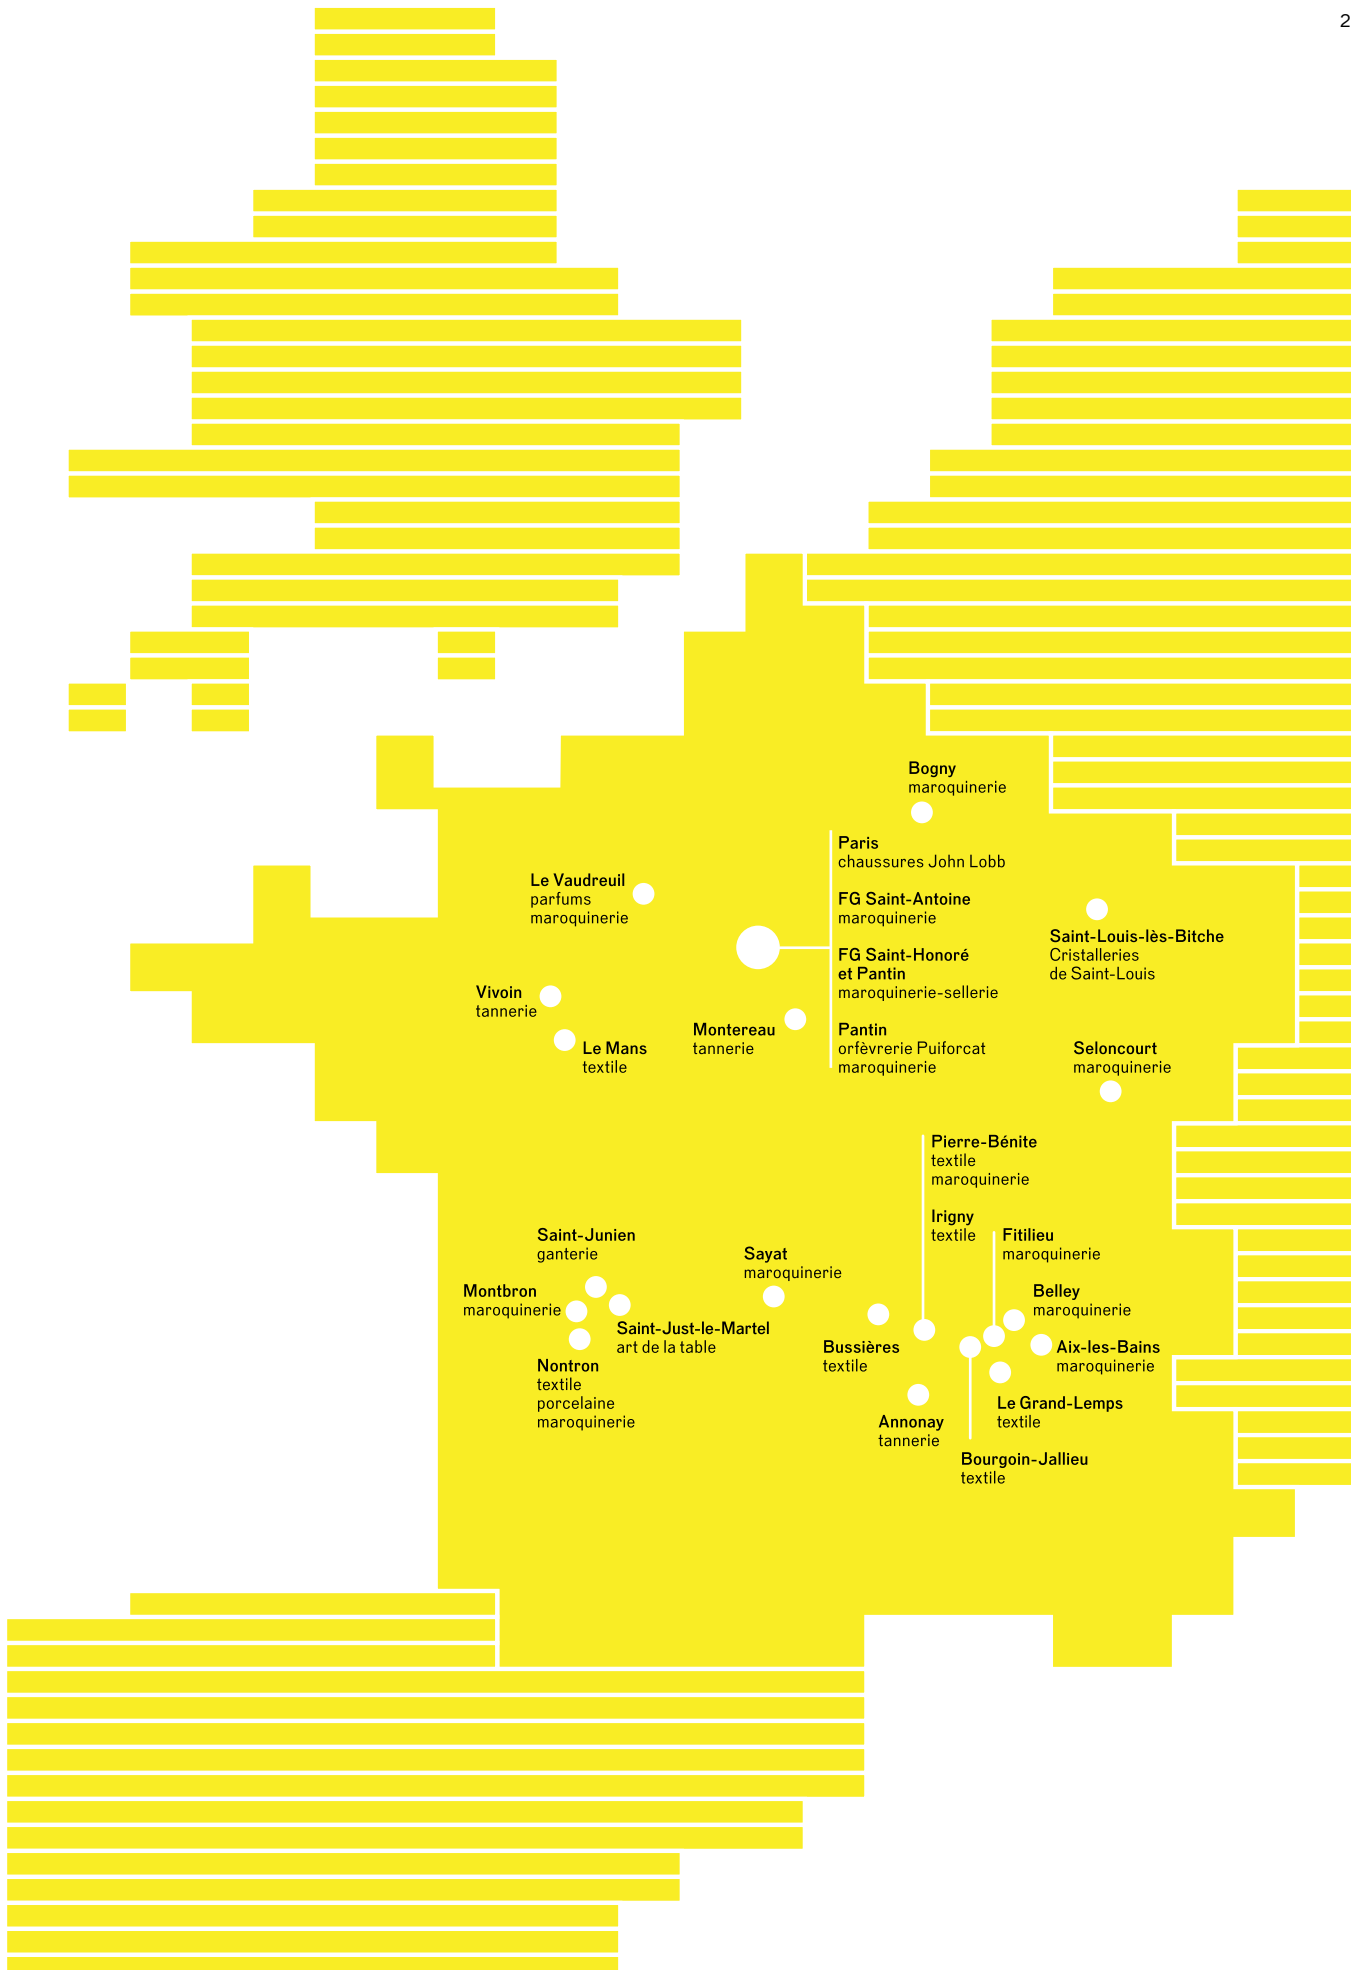 2
Bogny
maroquinerie
Paris
chaussures John Lobb
FG Saint-Antoine
maroquinerie
FG Saint-Honoré
et Pantin
maroquinerie-sellerie
Pantin
orfèvrerie Puiforcat
maroquinerie
Le Vaudreuil
parfums
maroquinerie
Saint-Louis-lès-Bitche
Cristalleries
de Saint-Louis
Vivoin
tannerie
Le Mans
textile
Montereau
tannerie
Seloncourt
maroquinerie
Pierre-Bénite
textile
maroquinerie
Irigny
textile
Fitilieu
maroquinerie
Saint-Junien
ganterie
Sayat
maroquinerie
Montbron
maroquinerie
Belley
maroquinerie
Saint-Just-le-Martel
art de la table
Bussières
textile
Aix-les-Bains
maroquinerie
Nontron
textile
porcelaine
maroquinerie
Le Grand-Lemps
textile
Annonay
tannerie
Bourgoin-Jallieu
textile